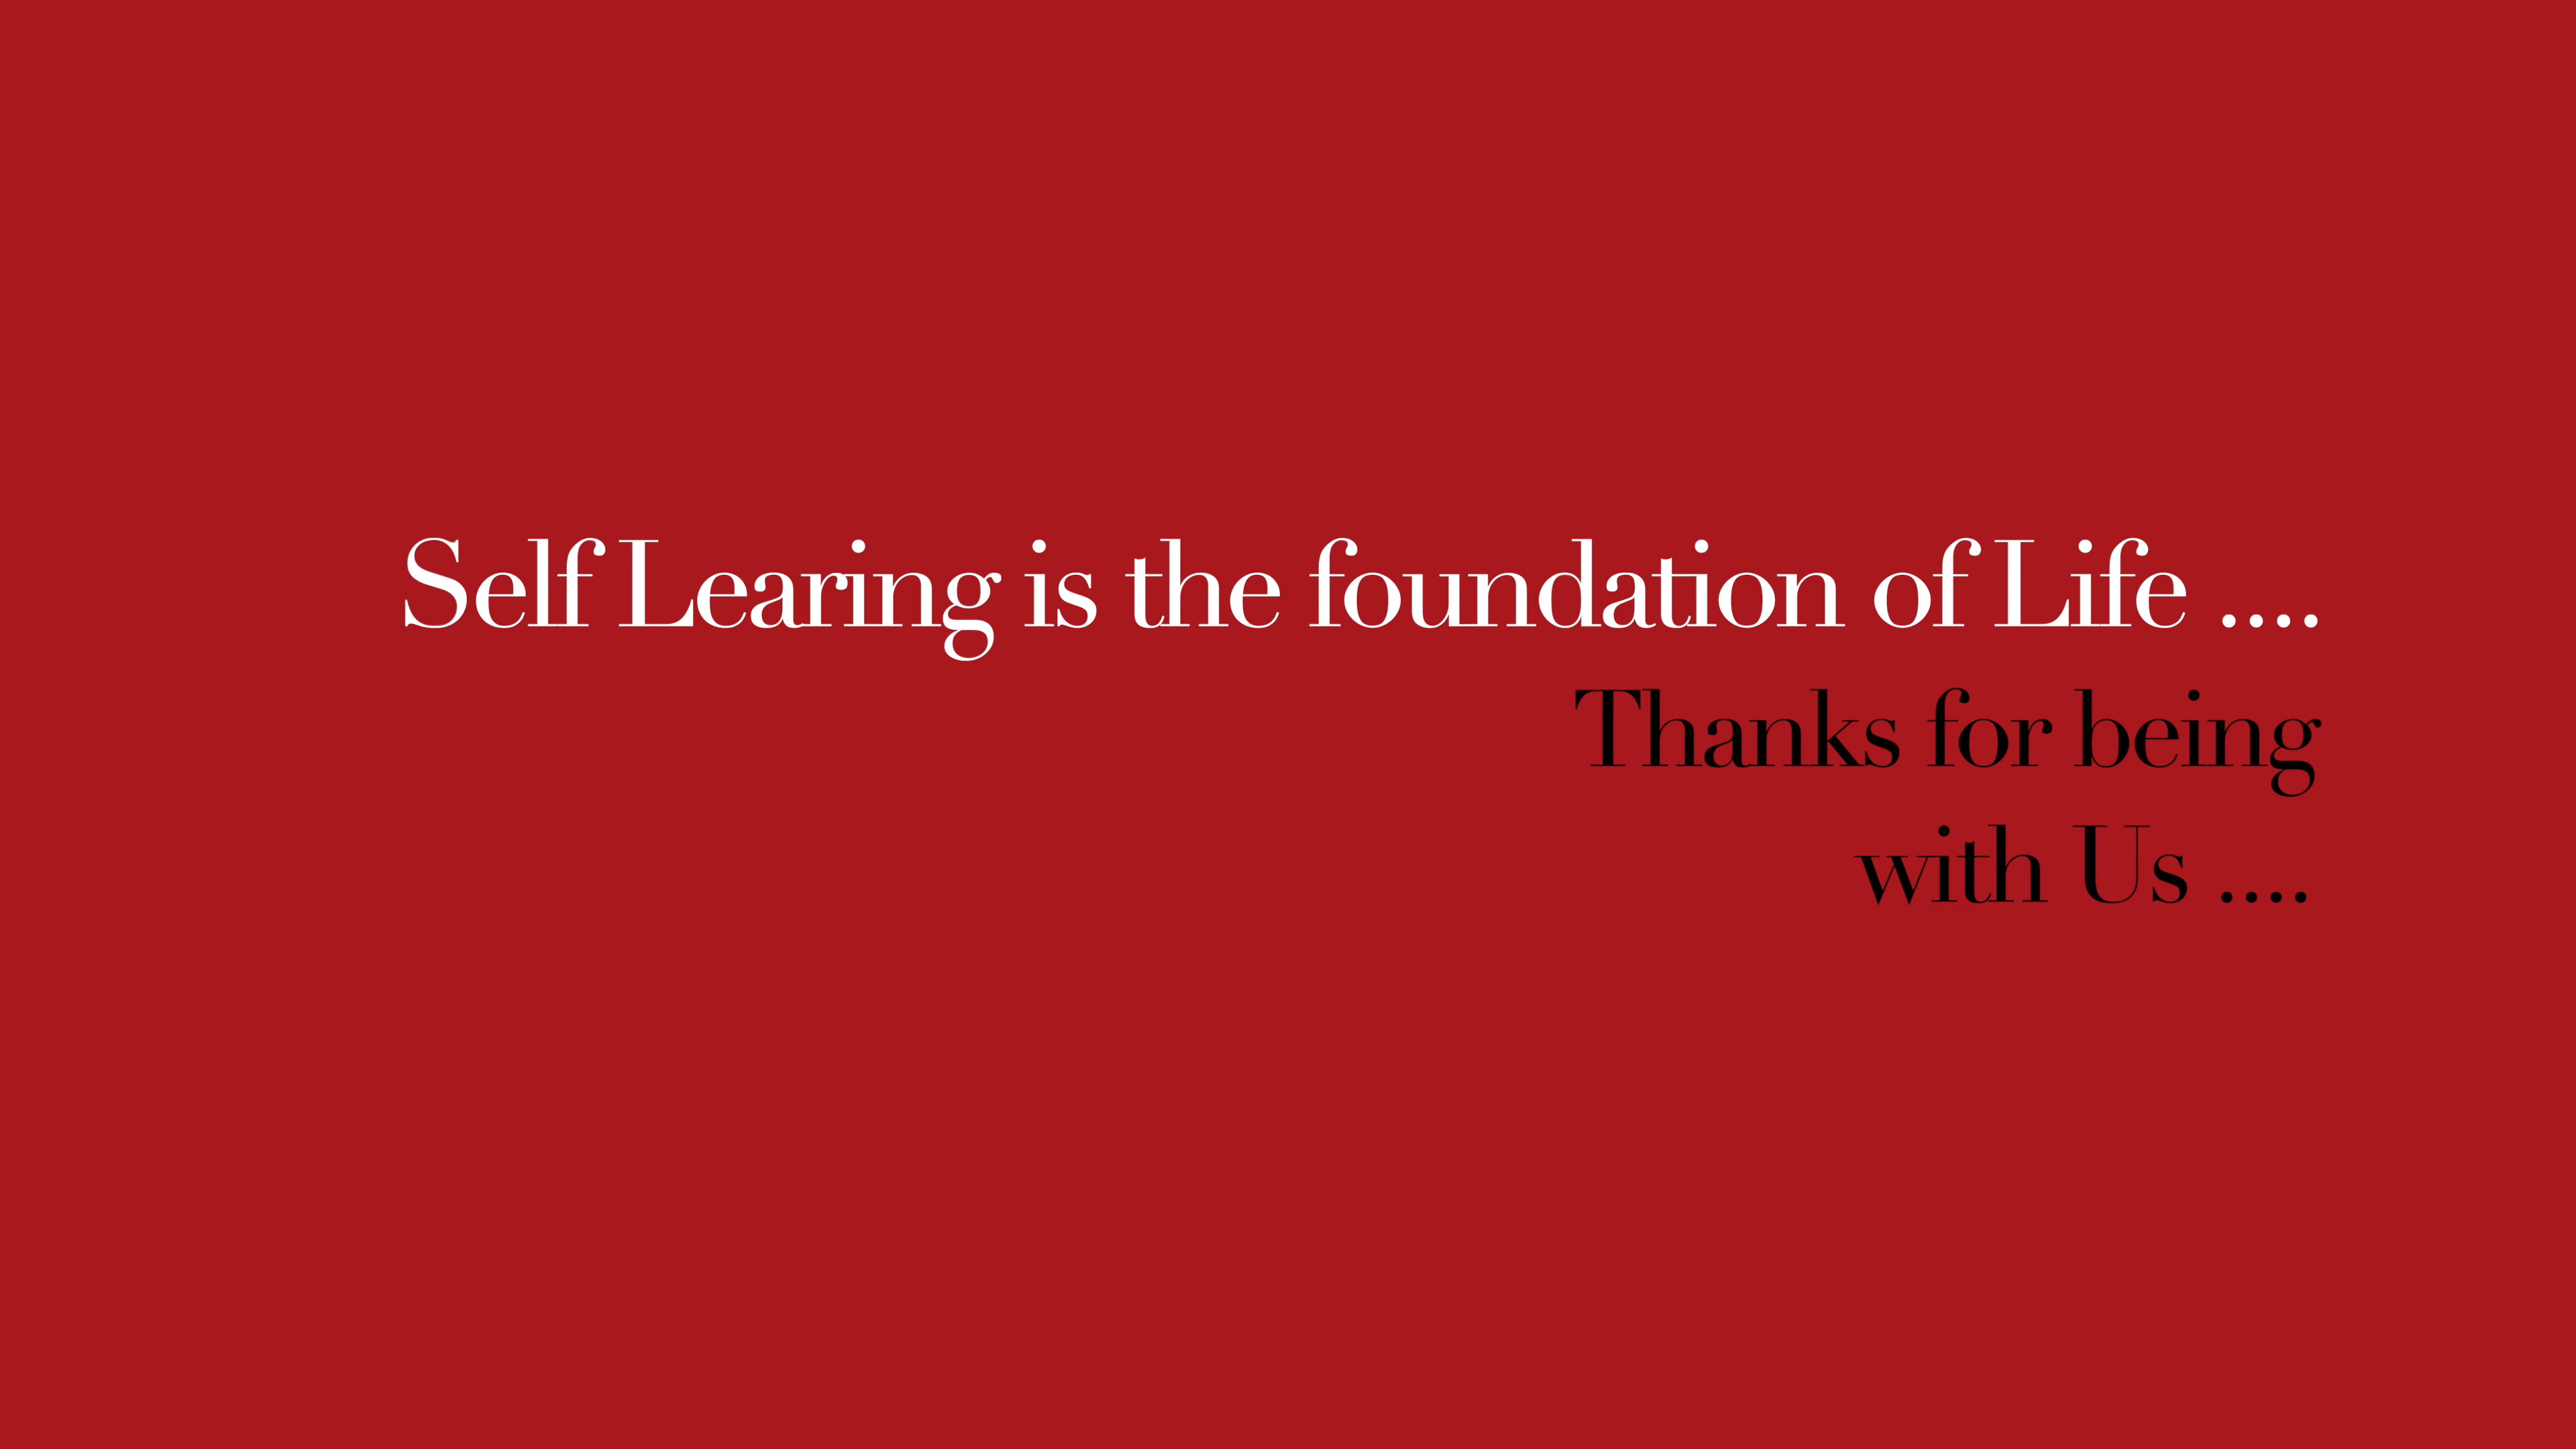 Self Learing is the foundation of Life ....
Thanks for being
with Us ....